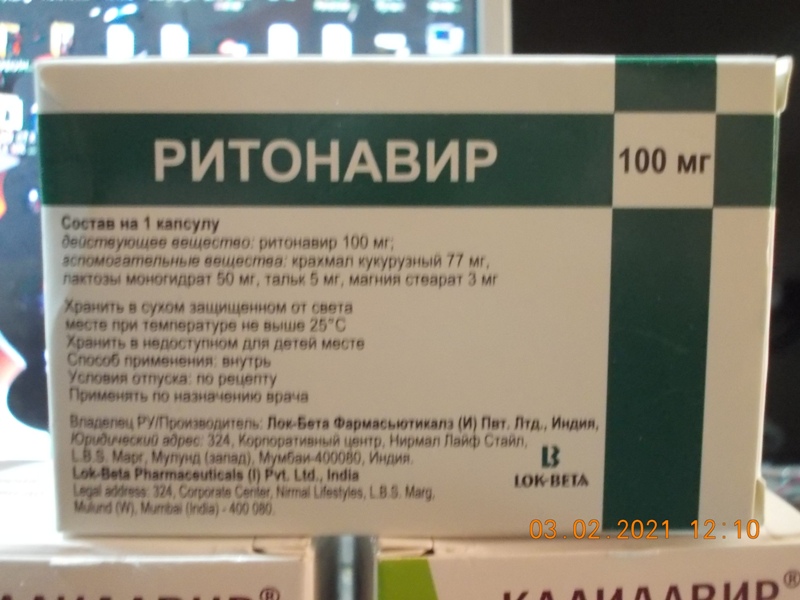 РИТОНАВИР
100 мг
Состав на 1 капсулу
действующее вещество: ритонавир 100 мг;
вспомогательные вещества: крахмал кукурузный 77 мг,
лактозы моногидрат 50 мг, тальк 5 мг, магния стеарат 3 мг
Хранить в сухом защищенном от света
месте при температуре не выше 25°С
Хранить в недоступном для детей месте
Способ применения: внутрь
Условия отпуска: по рецепту
Применять по назначению врача
Владелец РУ/Производитель: Лок-Бета Фармасьютикалз (И) Пвт. Лтд., Индия,
Юридический адрес: 324, Корпоративный центр, Нирмал Лайф Стайл,
L.B.S. Марг, Мулунд (запад), Мумбаи-400080, Индия.
Lok-Beta Pharmaceuticals (I) Pvt. Ltd., India
Legal address: 324, Corporate Center, Nirmal Lifestyles, L.B.S. Marg,
Mulund (W), Mumbai (India) - 400 080.
LOK-BETA
03.02.2021 12:10